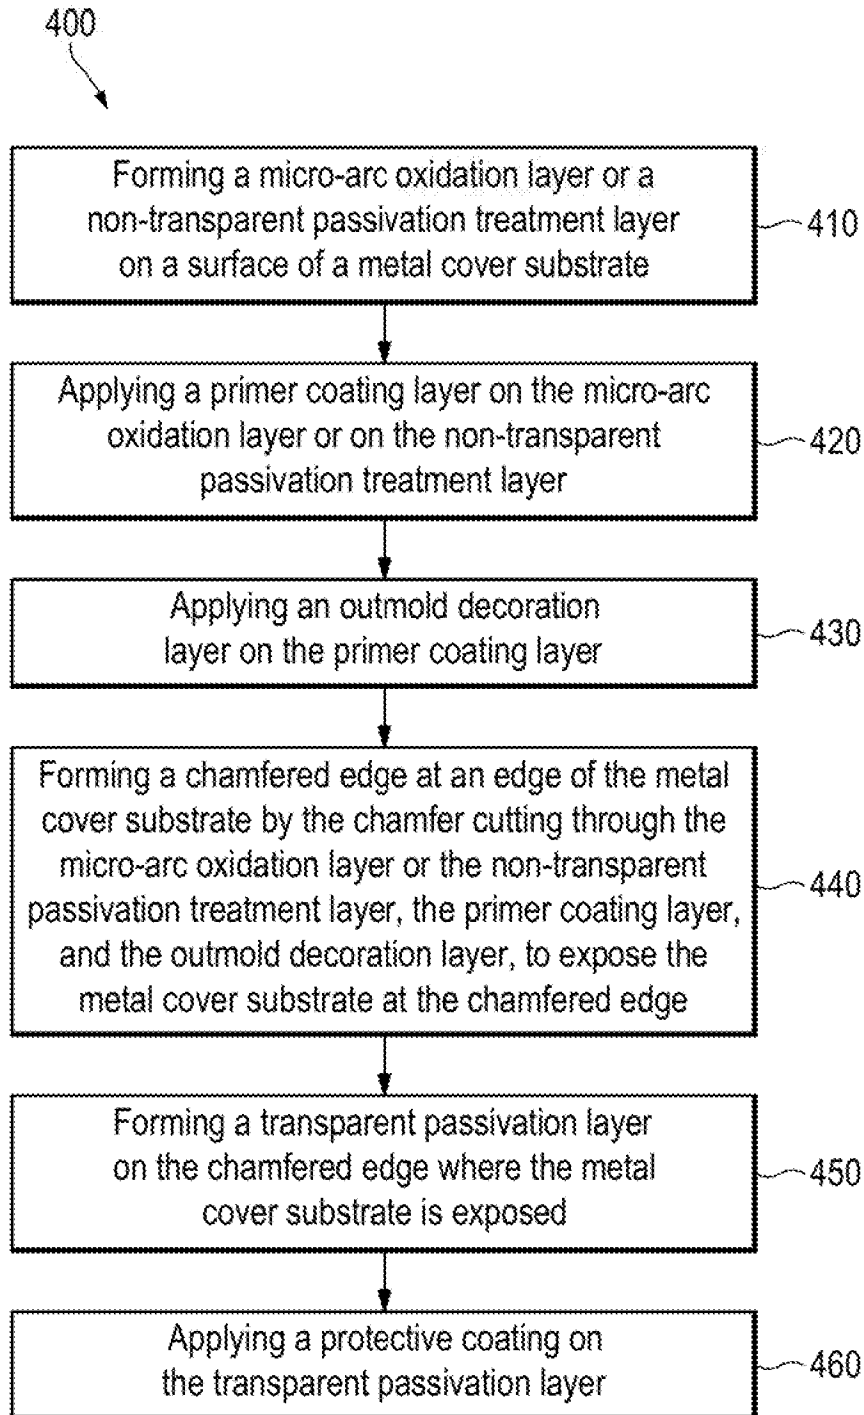 400
Forming a micro-arc oxidation layer or a
non-transparent passivation treatment layer
on a surface of a metal cover substrate
410
Applying a primer coating layer on the micro-arc
oxidation layer or on the non-transparent
passivation treatment layer
420
Applying an outmold decoration
layer on the primer coating layer
430
Forming a chamfered edge at an edge of the metal
cover substrate by the chamfer cutting through the
micro-arc oxidation layer or the non-transparent
passivation treatment layer, the primer coating layer,
and the outmold decoration layer, to expose the
metal cover substrate at the chamfered edge
440
Forming a transparent passivation layer
on the chamfered edge where the metal
cover substrate is exposed
450
Applying a protective coating on
the transparent passivation layer
460